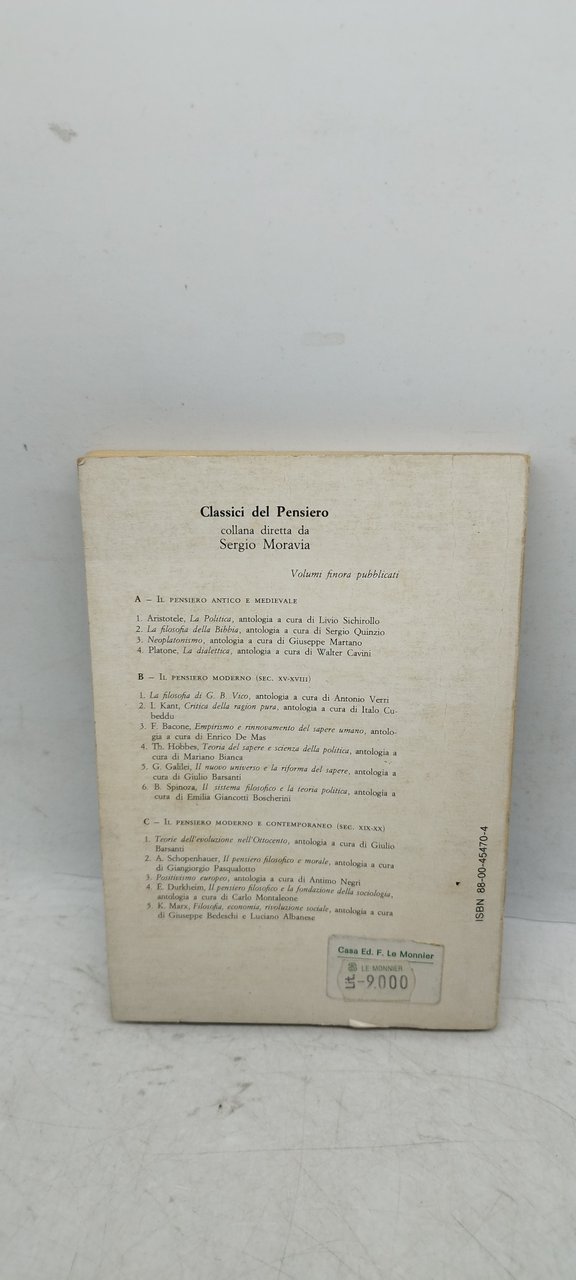 Classici del Pensiero
collana diretta da
Sergio Moravia
Volumi finora pubblicati
A – IL PENSIERO ANTICO E MEDIEVALE
1. Aristotele, La Politica, antologia a cura di Livio Sichirollo
2. La filosofia della Bibbia, antologia a cura di Sergio Quinzio
3. Neoplatonismo, antologia a cura di Giuseppe Martano
4. Platone, La dialettica, antologia a cura di Walter Cavini
B – IL PENSIERO MODERNO (SEC. XV-XVIII)
1. La filosofia di G. B. Vico, antologia a cura di Antonio Verri
2. I. Kant, Critica della ragion pura, antologia a cura di Italo Cu-
beddu
3. F. Bacone, Empirismo e rinnovamento del sapere umano, antolo-
gia a cura di Enrico De Mas
4. Th. Hobbes, Teoria del sapere e scienza della politica, antologia a
cura di Mariano Bianca
5. G. Galilei, Il nuovo universo e la riforma del sapere, antologia a
cura di Giulio Barsanti
6. B. Spinoza, Il sistema filosofico e la teoria politica, antologia a
cura di Emilia Giancotti Boscherini
C – IL PENSIERO MODERNO E CONTEMPORANEO (SEC. XIX-XX)
1. Teorie dell'evoluzione nell'Ottocento, antologia a cura di Giulio
Barsanti
2. A. Schopenhauer, Il pensiero filosofico e morale, antologia a cura
di Giangiorgio Pasqualotto
3. Positivismo europeo, antologia a cura di Antimo Negri
4. E. Durkheim, Il pensiero filosofico e la fondazione della sociologia,
antologia a cura di Carlo Montaleone
5. K. Marx, Filosofia, economia, rivoluzione sociale, antologia a cura
di Giuseppe Bedeschi e Luciano Albanese
ISBN 88-00-45470-4
Casa Ed. F. Le Monnier
LE MONNIER
Lit. –9.000